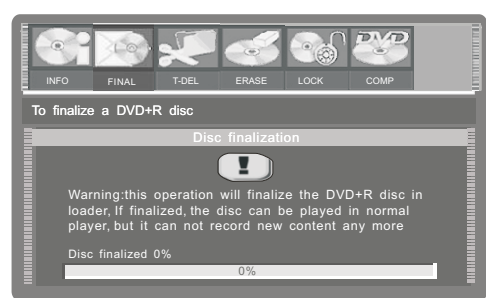 INFO FINAL T-DEL ERASE LOCK DVD COMP
To finalize a DVD+R disc
Disc finalization
!
Warning:this operation will finalize the DVD+R disc in
loader, If finalized, the disc can be played in normal
player, but it can not record new content any more
Disc finalized 0%
0%